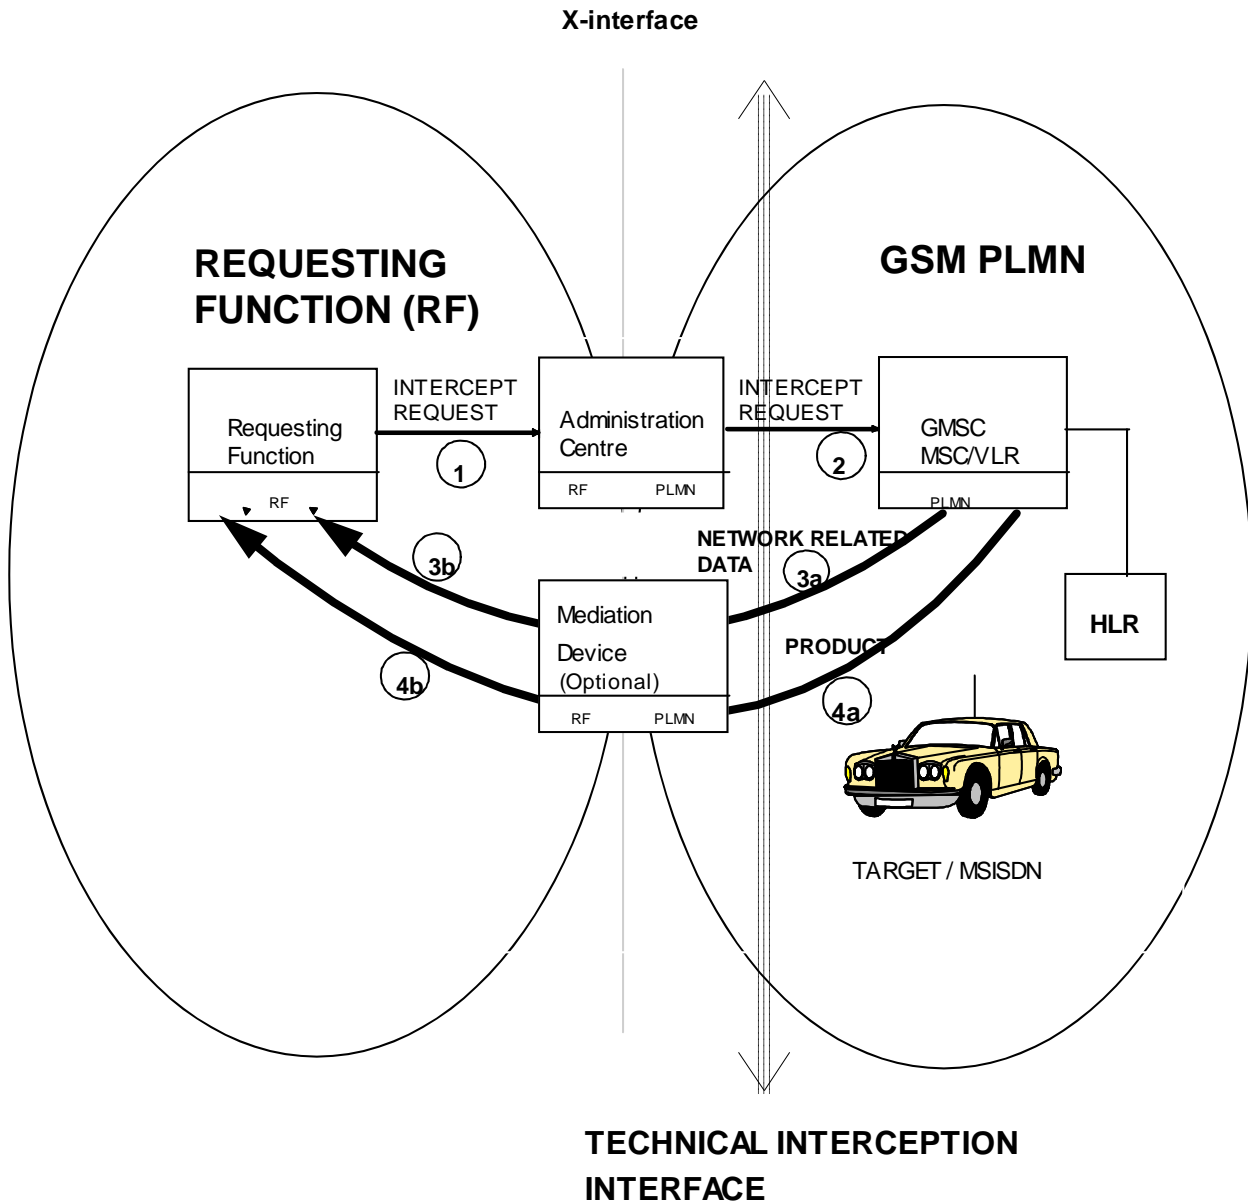 X-interface
REQUESTING
FUNCTION (RF)
GSM PLMN
INTERCEPT
REQUEST
1
INTERCEPT
REQUEST
2
Requesting
Function
RF
Administration
Centre
RF PLMN
GMSC
MSC/VLR
PLMN
NETWORK RELATED
DATA
3a
3b
Mediation
Device
(Optional)
RF PLMN
PRODUCT
4a
4b
HLR
TARGET / MSISDN
TECHNICAL INTERCEPTION
INTERFACE